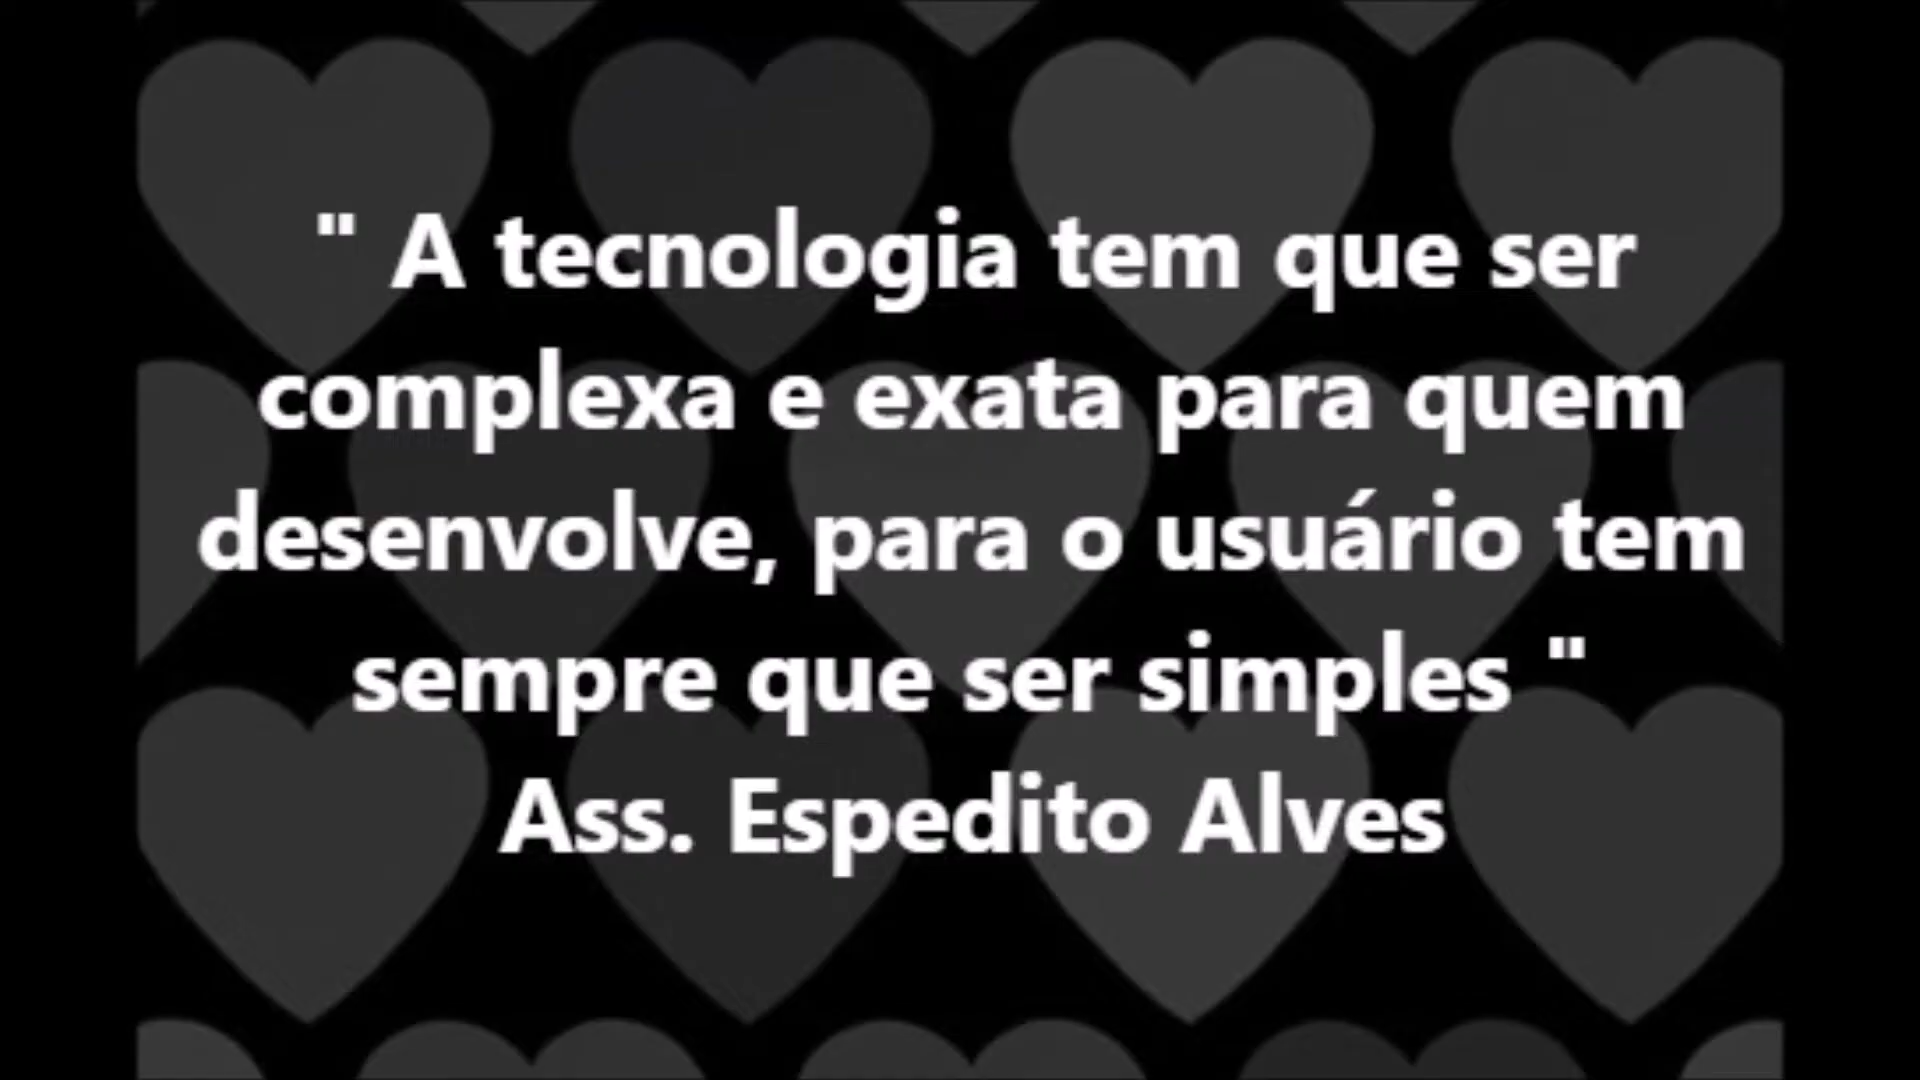 " A tecnologia tem que ser
complexa e exata para quem
desenvolve, para o usuário tem
sempre que ser simples "
Ass. Espedito Alves